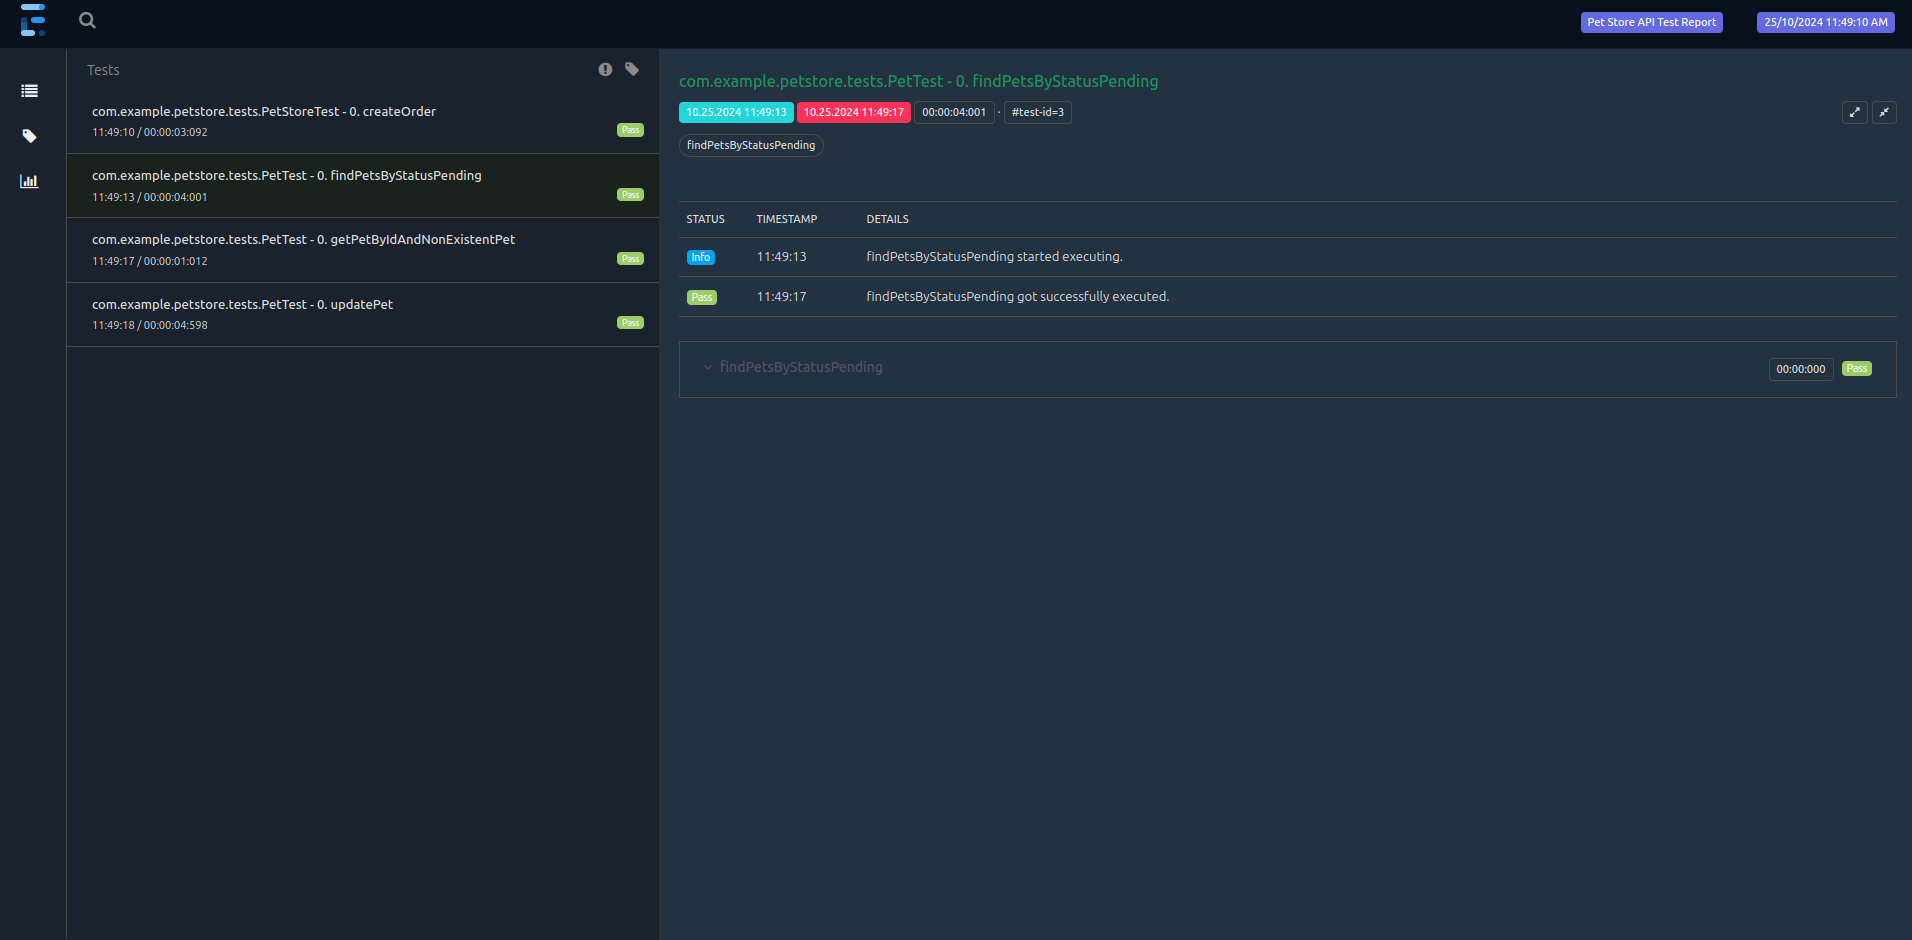 Pet Store API Test Report
25/10/2024 11:49:10 AM
Tests
com.example.petstore.tests.PetStoreTest - 0. createOrder
11:49:10 / 00:00:03:092
Pass
com.example.petstore.tests.PetTest - 0. findPetsByStatusPending
11:49:13 / 00:00:04:001
Pass
com.example.petstore.tests.PetTest - 0. getPetByIdAndNonExistentPet
11:49:17 / 00:00:01:012
Pass
com.example.petstore.tests.PetTest - 0. updatePet
11:49:18 / 00:00:04:598
Pass
com.example.petstore.tests.PetTest - 0. findPetsByStatusPending
10.25.2024 11:49:13 10.25.2024 11:49:17 00:00:04:001 · #test-id=3
findPetsByStatusPending
STATUS TIMESTAMP DETAILS
Info 11:49:13 findPetsByStatusPending started executing.
Pass 11:49:17 findPetsByStatusPending got successfully executed.
findPetsByStatusPending 00:00:000 Pass